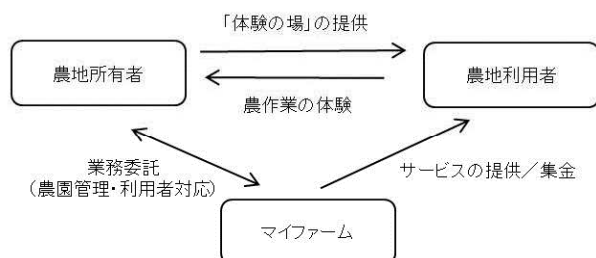 「体験の場」の提供
農地所有者
農地利用者
農作業の体験
業務委託
(農園管理・利用者対応)
サービスの提供/集金
マイファーム